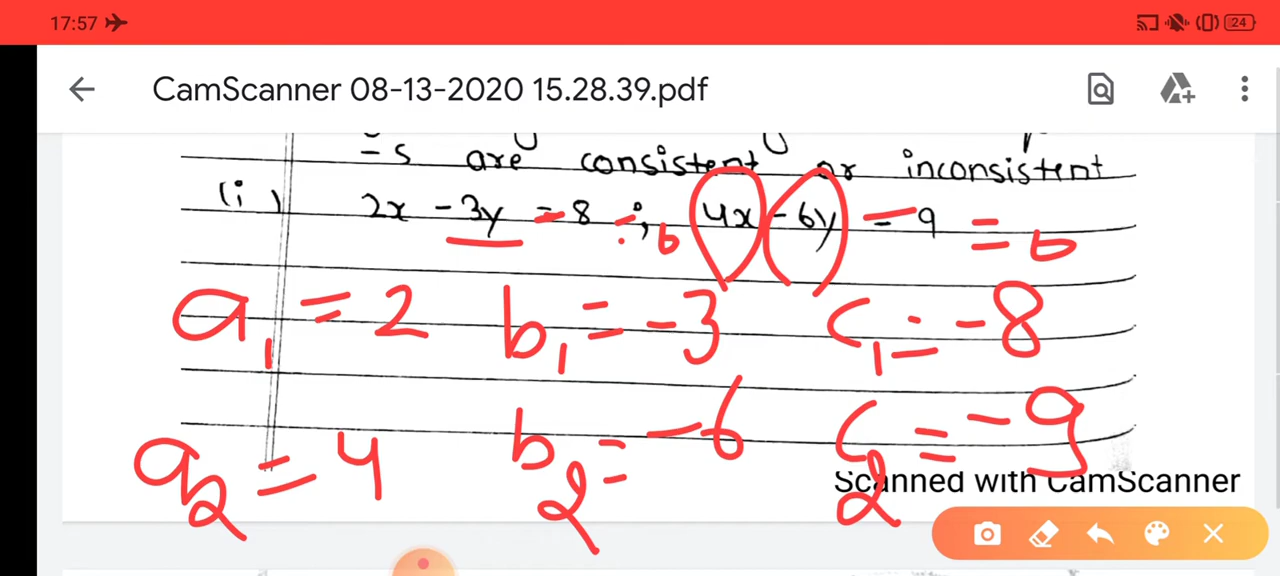 17:57 24
CamScanner 08-13-2020 15.28.39.pdf
= s are consistent or inconsistent
(i) 2x - 3y = 8 ; 4x - 6y = 9 = 0
a1 = 2 b1 = -3 c1 = -8
a2 = 4 b2 = -6 c2 = -9
Scanned with CamScanner